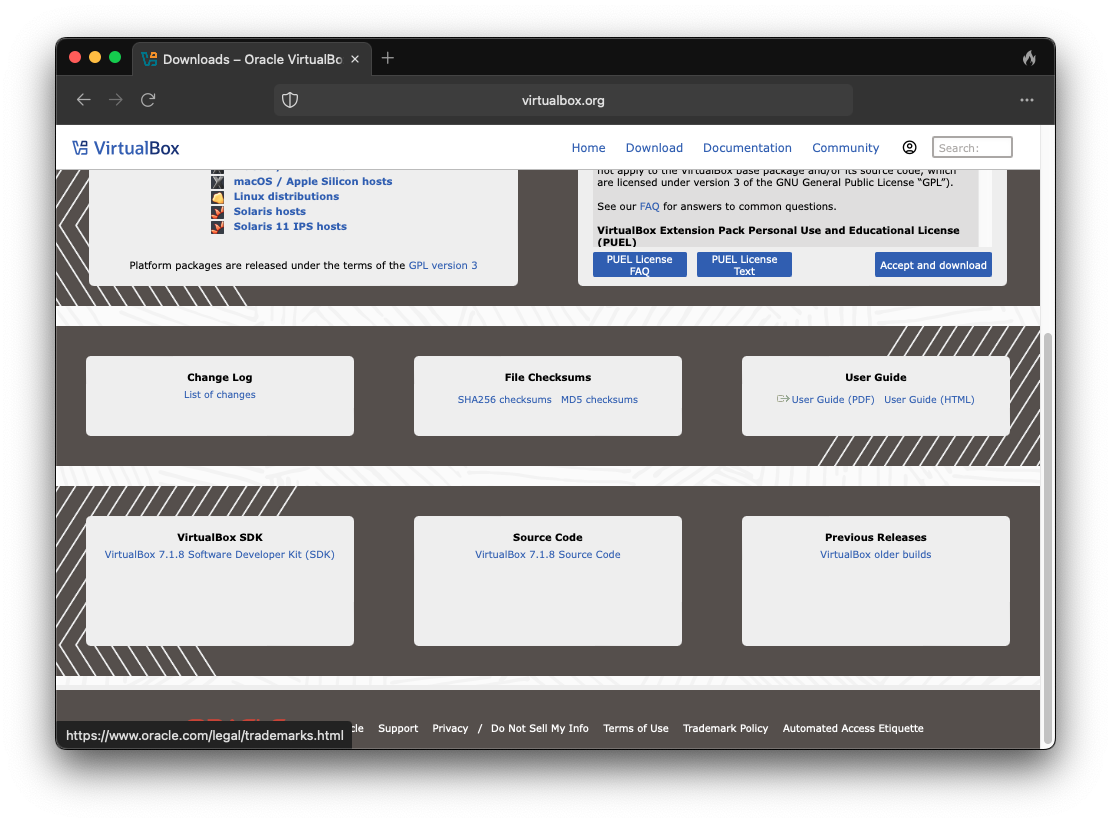 Downloads – Oracle VirtualBo
virtualbox.org
VirtualBox
Home Download Documentation Community Search:
macOS / Apple Silicon hosts
Linux distributions
Solaris hosts
Solaris 11 IPS hosts
Platform packages are released under the terms of the GPL version 3
not apply to the VirtualBox base package and/or its source code, which
are licensed under version 3 of the GNU General Public License “GPL”).
See our FAQ for answers to common questions.
VirtualBox Extension Pack Personal Use and Educational License
(PUEL)
PUEL License
FAQ
PUEL License
Text
Accept and download
Change Log
List of changes
File Checksums
SHA256 checksums MD5 checksums
User Guide
User Guide (PDF) User Guide (HTML)
VirtualBox SDK
VirtualBox 7.1.8 Software Developer Kit (SDK)
Source Code
VirtualBox 7.1.8 Source Code
Previous Releases
VirtualBox older builds
cle Support Privacy / Do Not Sell My Info Terms of Use Trademark Policy Automated Access Etiquette
https://www.oracle.com/legal/trademarks.html